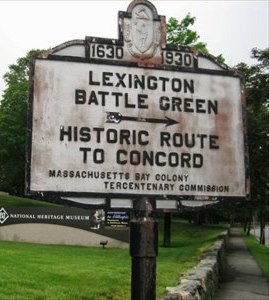 1630 1930
LEXINGTON
BATTLE GREEN
HISTORIC ROUTE
TO CONCORD
MASSACHUSETTS BAY COLONY
TERCENTENARY COMMISSION
NATIONAL HERITAGE MUSEUM